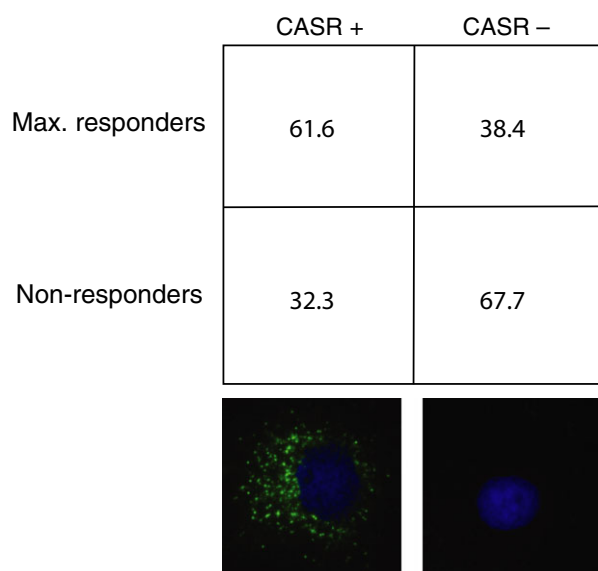 CASR + CASR –
Max. responders 61.6 38.4
Non-responders 32.3 67.7